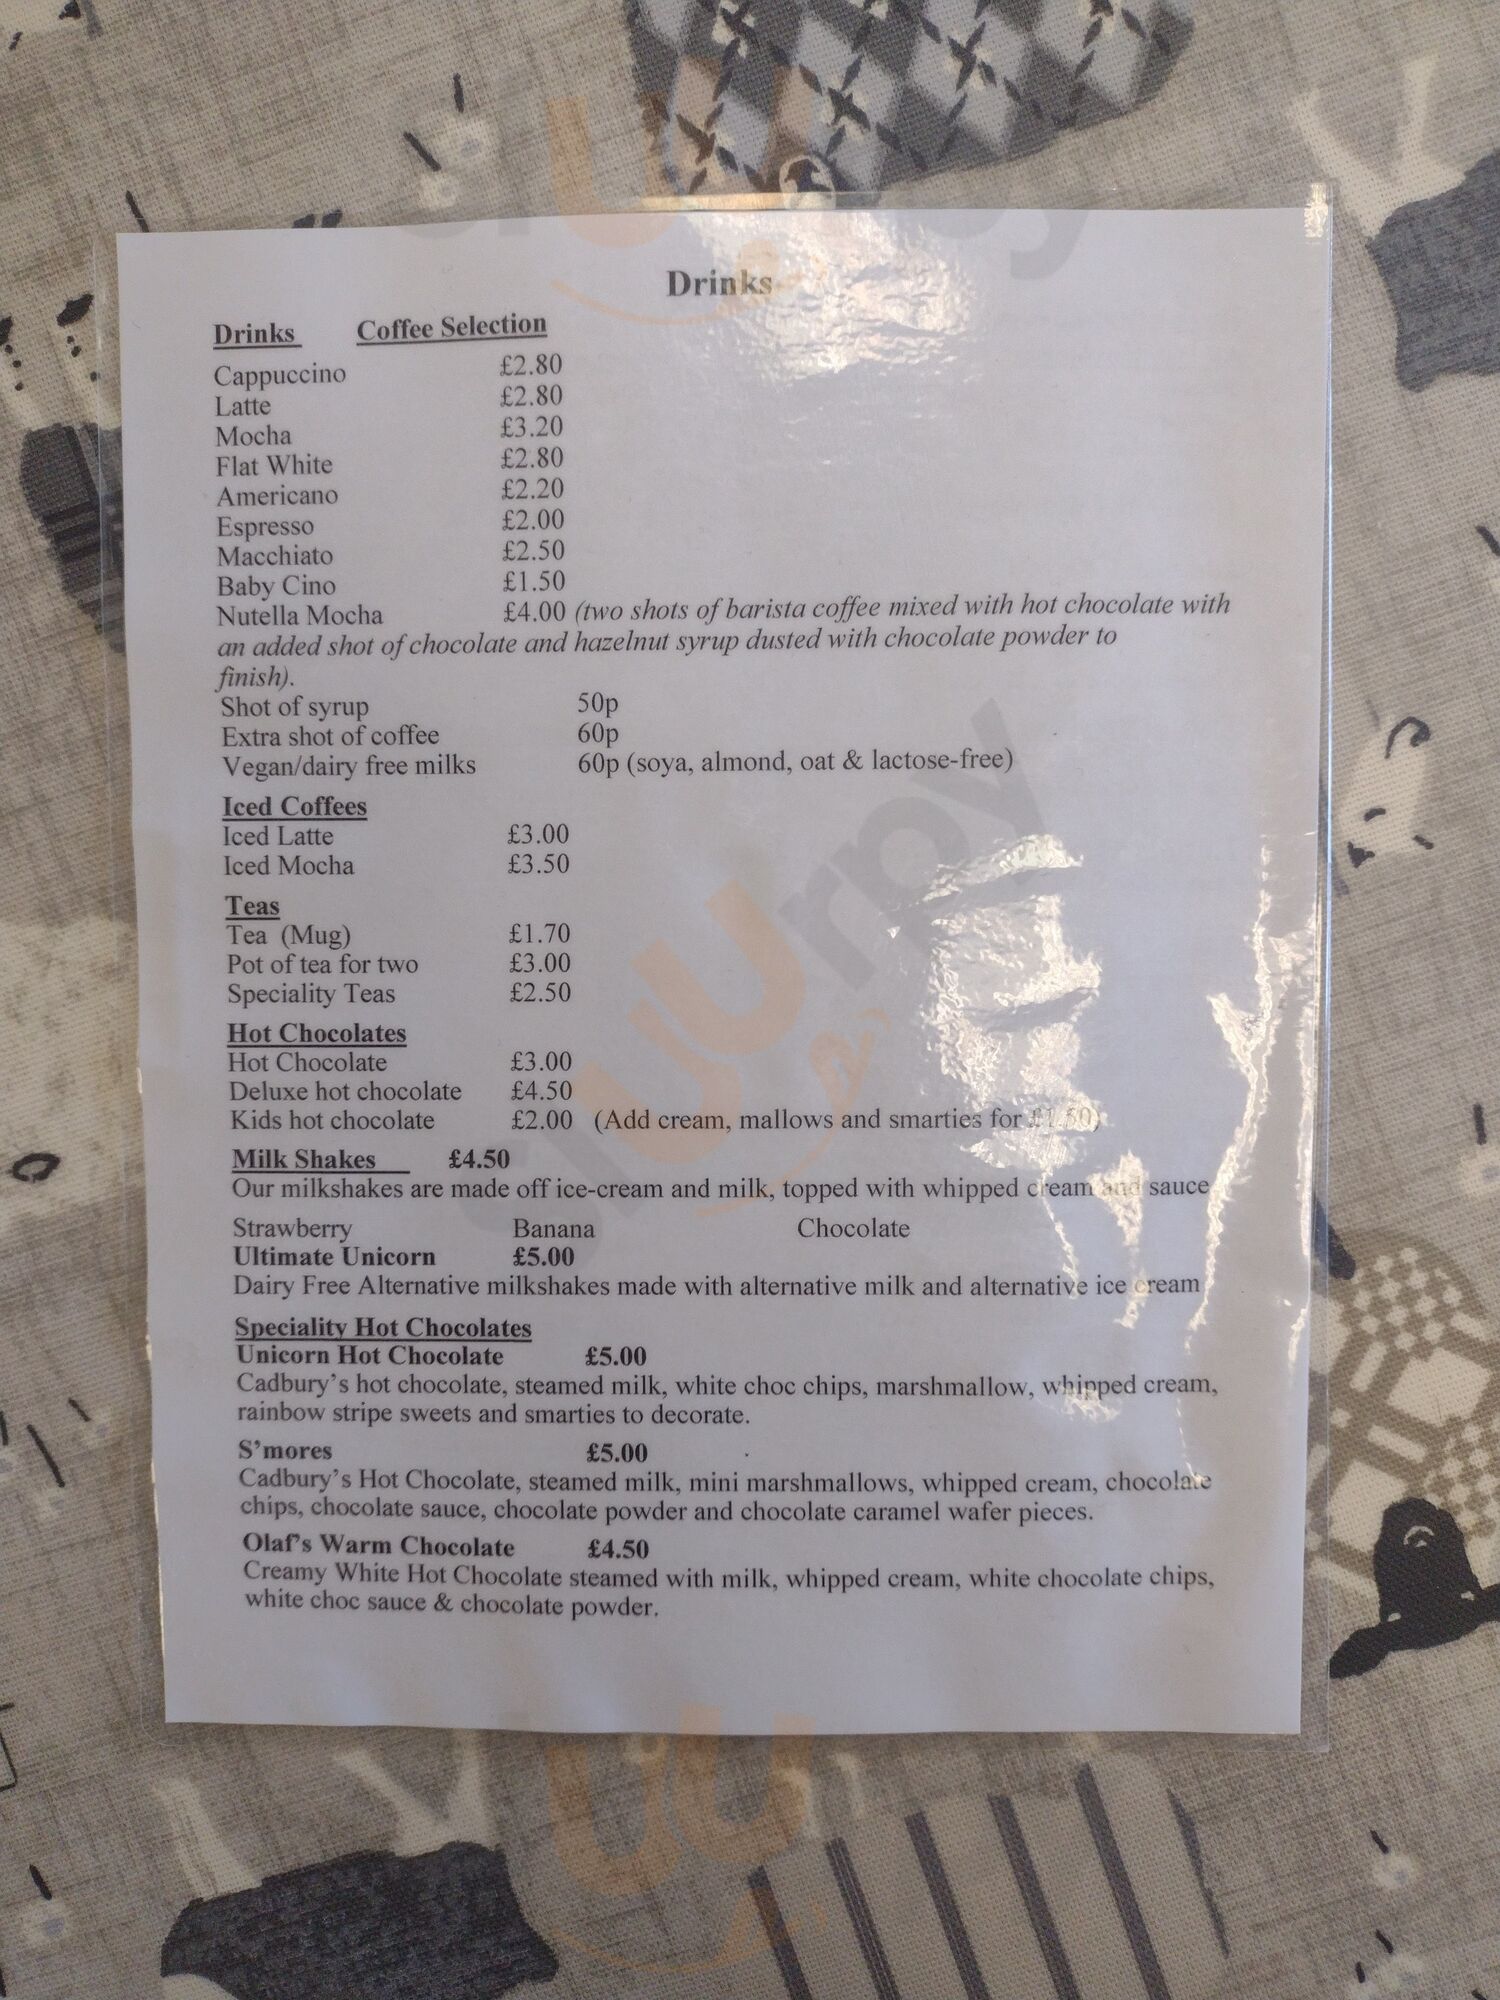 Drinks
Drinks Coffee Selection
Cappuccino £2.80
Latte £2.80
Mocha £3.20
Flat White £2.80
Americano £2.20
Espresso £2.00
Macchiato £2.50
Baby Cino £1.50
Nutella Mocha £4.00 (two shots of barista coffee mixed with hot chocolate with
an added shot of chocolate and hazelnut syrup dusted with chocolate powder to
finish).
Shot of syrup 50p
Extra shot of coffee 60p
Vegan/dairy free milks 60p (soya, almond, oat & lactose-free)
Iced Coffees
Iced Latte £3.00
Iced Mocha £3.50
Teas
Tea (Mug) £1.70
Pot of tea for two £3.00
Speciality Teas £2.50
Hot Chocolates
Hot Chocolate £3.00
Deluxe hot chocolate £4.50
Kids hot chocolate £2.00 (Add cream, mallows and smarties for £1.50)
Milk Shakes £4.50
Our milkshakes are made off ice-cream and milk, topped with whipped cream and sauce
Strawberry Banana Chocolate
Ultimate Unicorn £5.00
Dairy Free Alternative milkshakes made with alternative milk and alternative ice cream
Speciality Hot Chocolates
Unicorn Hot Chocolate £5.00
Cadbury's hot chocolate, steamed milk, white choc chips, marshmallow, whipped cream,
rainbow stripe sweets and smarties to decorate.
S'mores £5.00
Cadbury's Hot Chocolate, steamed milk, mini marshmallows, whipped cream, chocolate
chips, chocolate sauce, chocolate powder and chocolate caramel wafer pieces.
Olaf's Warm Chocolate £4.50
Creamy White Hot Chocolate steamed with milk, whipped cream, white chocolate chips,
white choc sauce & chocolate powder.
sluurpy
sluurpy